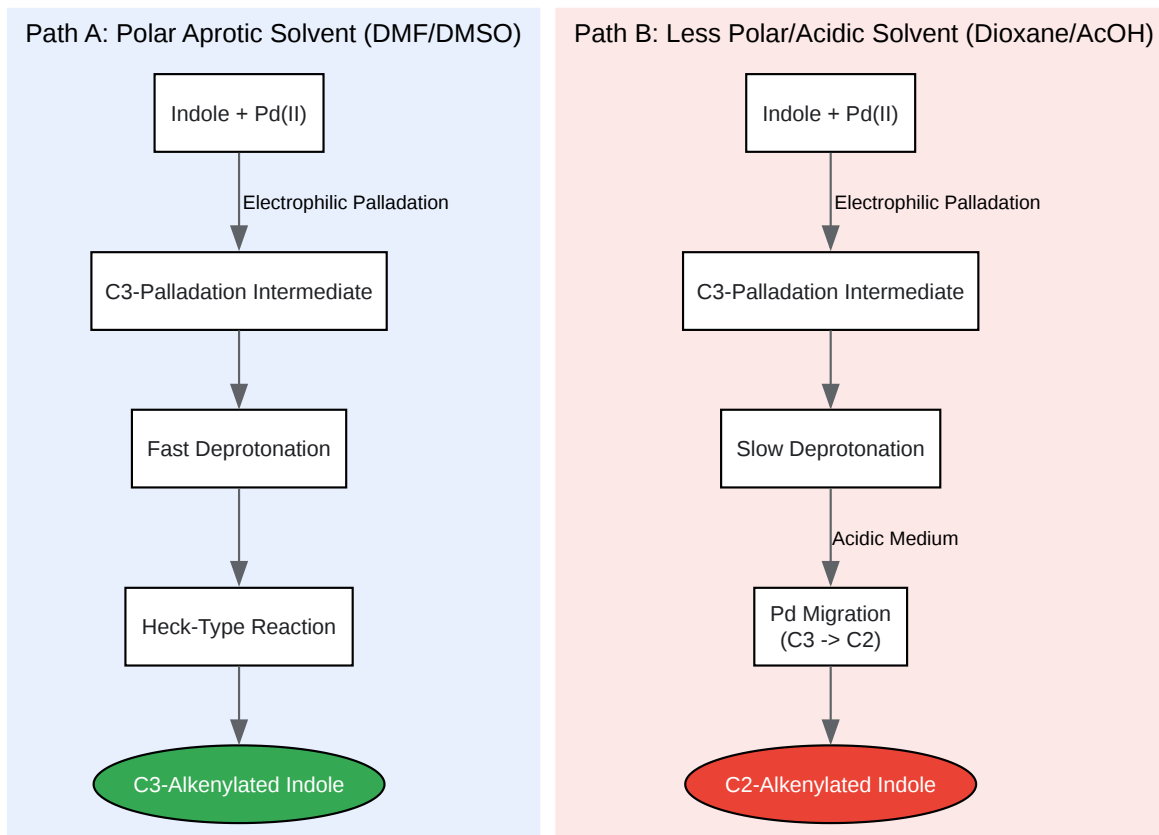 Path A: Polar Aprotic Solvent (DMF/DMSO)
Indole + Pd(II)
Electrophilic Palladation
C3-Palladation Intermediate
Fast Deprotonation
Heck-Type Reaction
C3-Alkenylated Indole
Path B: Less Polar/Acidic Solvent (Dioxane/AcOH)
Indole + Pd(II)
Electrophilic Palladation
C3-Palladation Intermediate
Slow Deprotonation
Acidic Medium
Pd Migration
(C3 -> C2)
C2-Alkenylated Indole